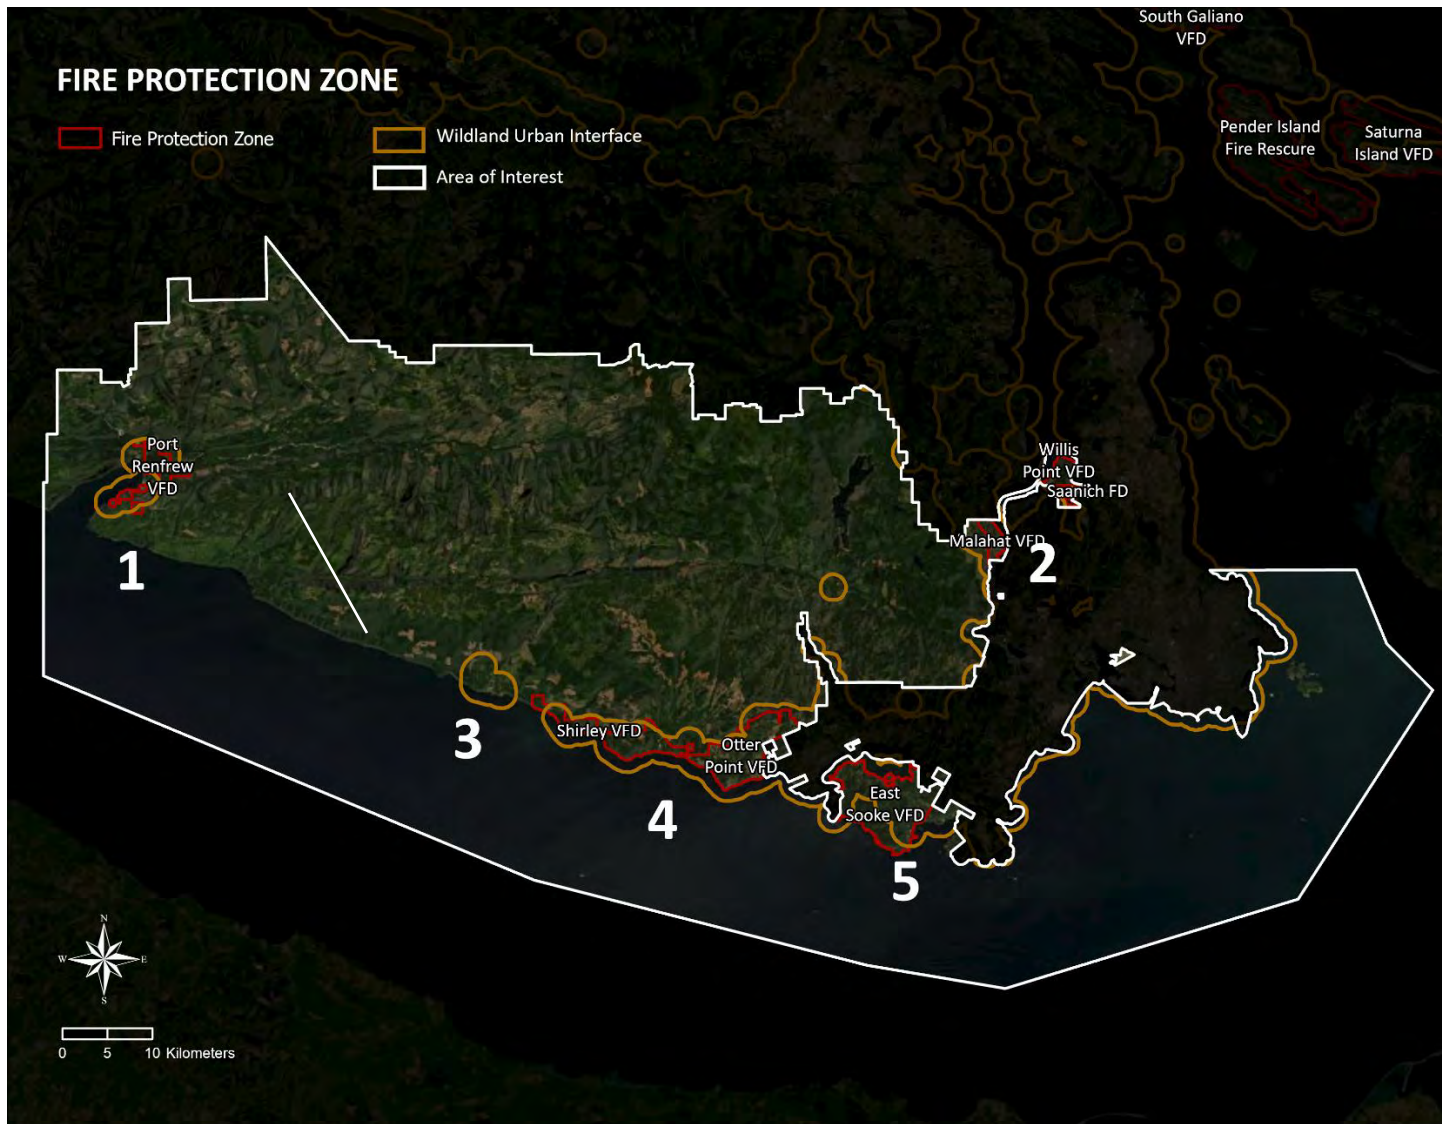 South Galiano
VFD
FIRE PROTECTION ZONE
Fire Protection Zone
Wildland Urban Interface
Area of Interest
Pender Island
Fire Rescure
Saturna
Island VFD
Port
Renfrew
VFD
Willis
Point VFD
Saanich FD
Malahat VFD
1
2
3
Shirley VFD
Otter
Point VFD
4
East
Sooke VFD
5
N
W
E
S
0 5 10 Kilometers